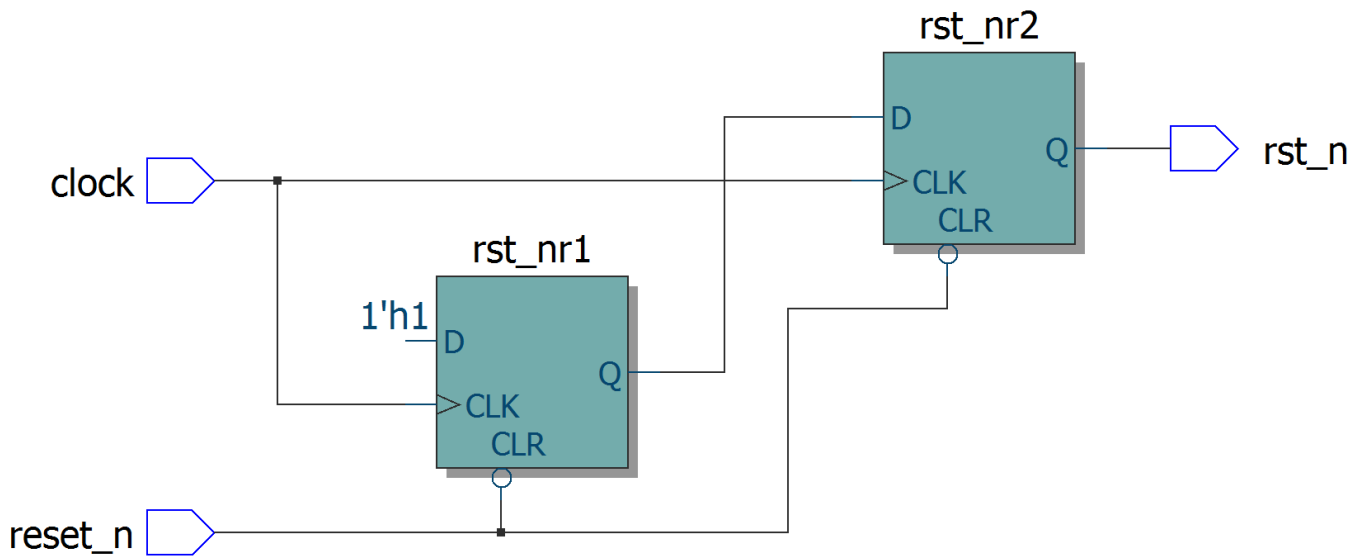 rst_nr2
D
Q
rst_n
clock
CLK
CLR
rst_nr1
1'h1
D
Q
CLK
CLR
reset_n